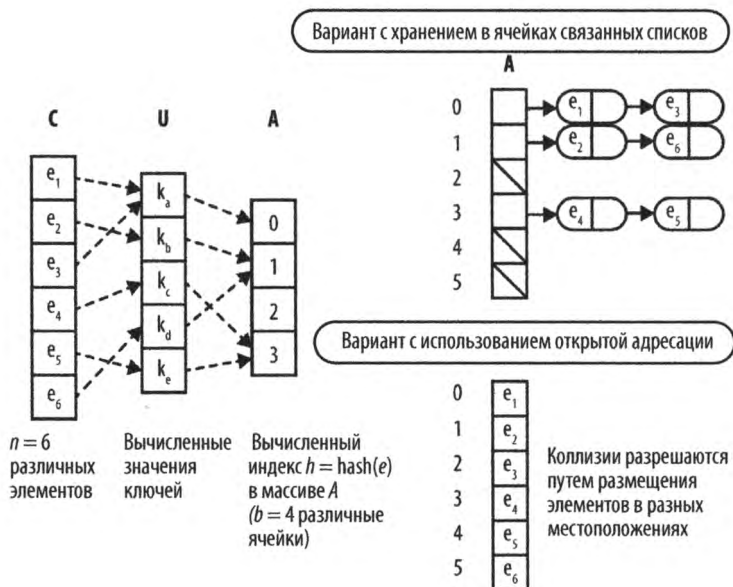 Вариант с хранением в ячейках связанных списков
A
0 e₁ e₃
1 e₂ e₆
2
3 e₄ e₅
4
5
C U A
e₁
e₂
e₃
e₄
e₅
e₆
kₐ
k_b
k_c
k_d
kₑ
0
1
2
3
n = 6
различных
элементов
Вычисленные
значения
ключей
Вычисленный
индекс h = hash(e)
в массиве A
(b = 4 различные
ячейки)
Вариант с использованием открытой адресации
0 e₁
1 e₂
2 e₃
3 e₄
4 e₅
5 e₆
Коллизии разрешаются
путем размещения
элементов в разных
местоположениях